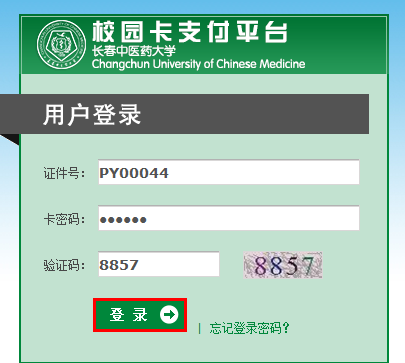 校园卡支付平台
长春中医药大学
Changchun University of Chinese Medicine
用户登录
证件号： PY00044
卡密码： ●●●●●●
验证码： 8857 8857
登 录 | 忘记登录密码?